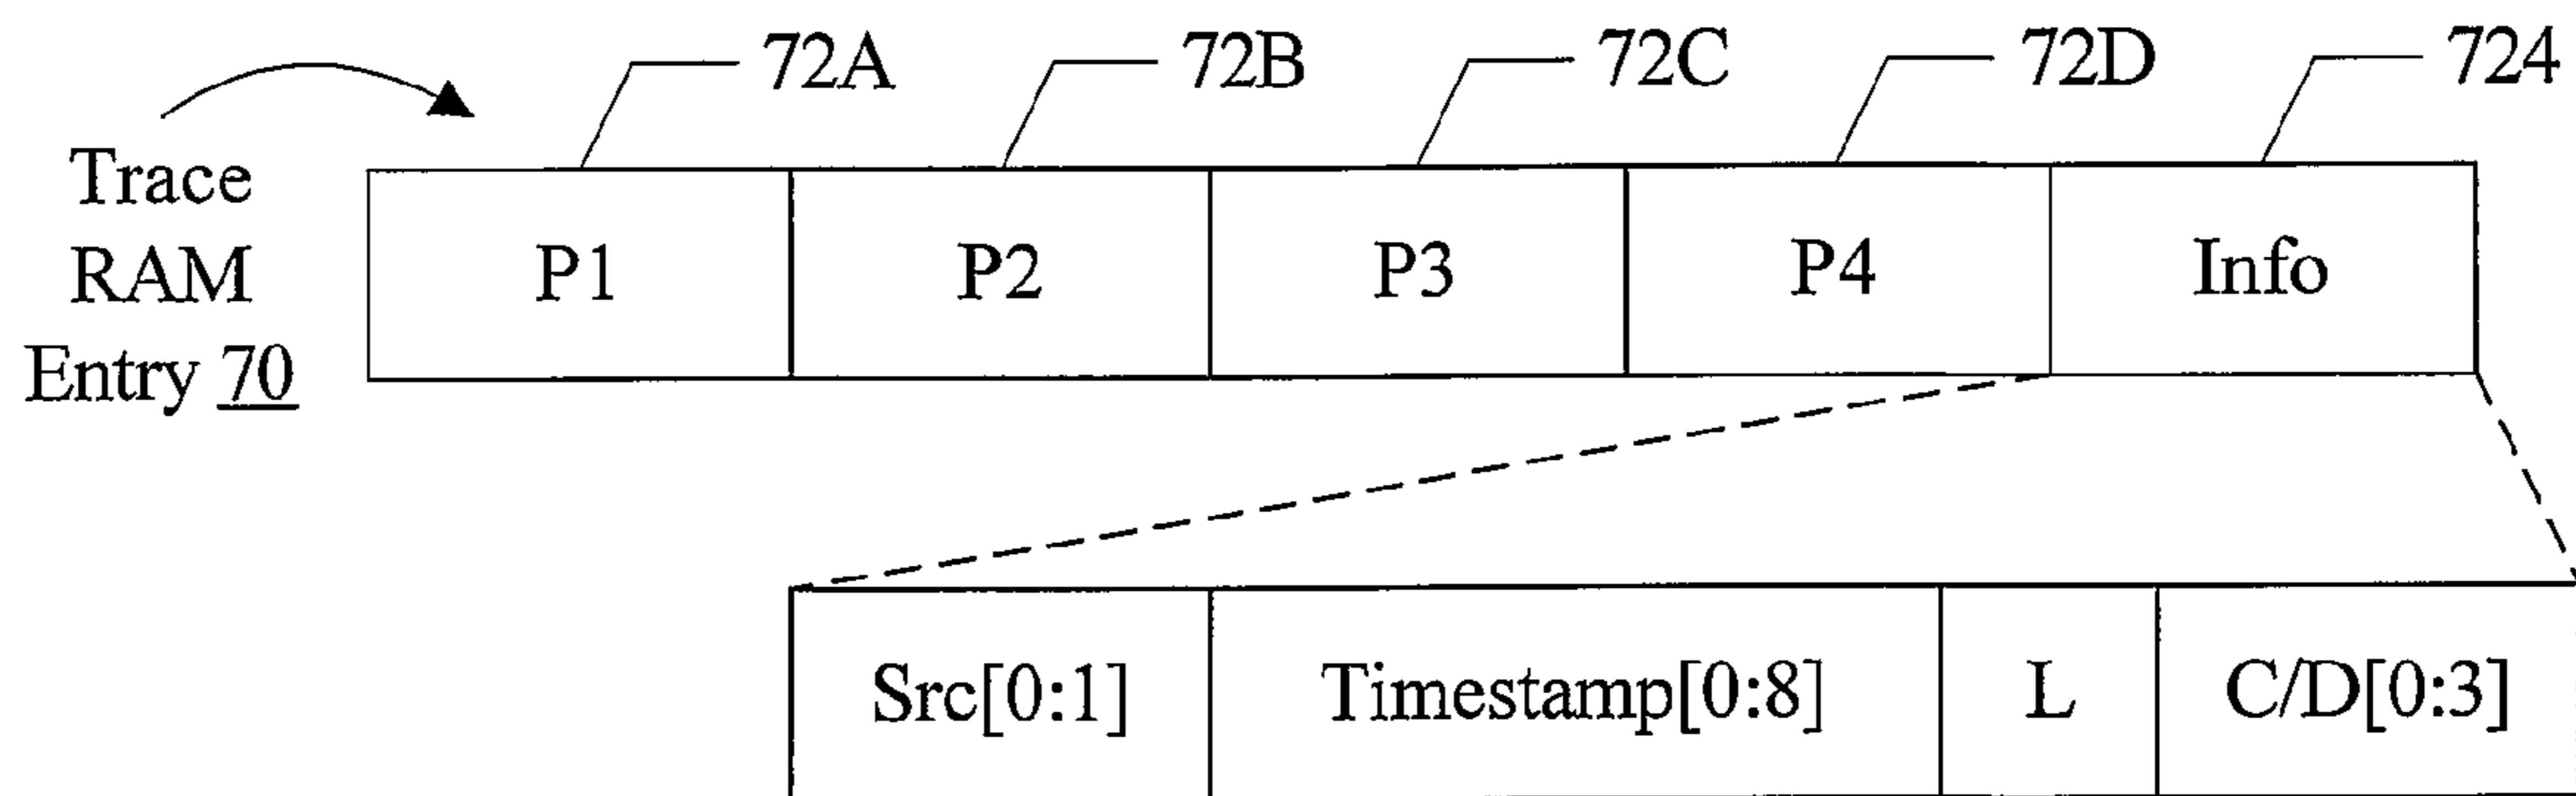 72A 72B 72C 72D 724
Trace
RAM
Entry 70
P1 P2 P3 P4 Info
Src[0:1] Timestamp[0:8] L C/D[0:3]